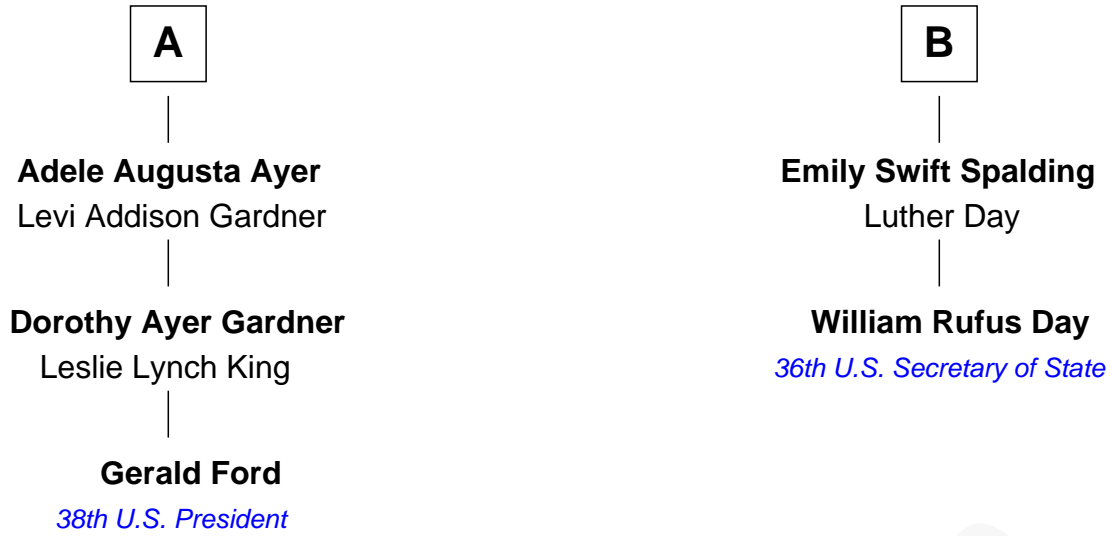 A
B
Adele Augusta Ayer
Levi Addison Gardner
Emily Swift Spalding
Luther Day
Dorothy Ayer Gardner
Leslie Lynch King
William Rufus Day
36th U.S. Secretary of State
Gerald Ford
38th U.S. President